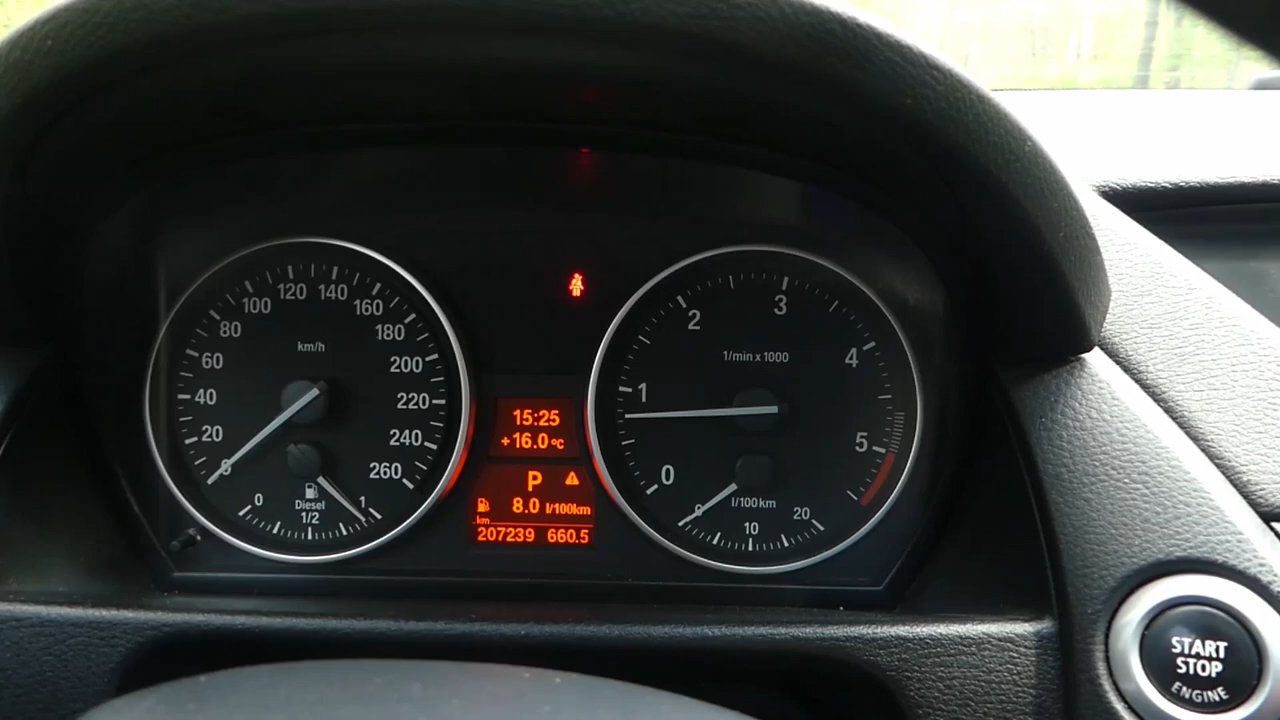 km/h
0
20
40
60
80
100
120
140
160
180
200
220
240
260
0
1/2
1
Diesel
15:25
+16.0°C
P
8.0 l/100km
km
207239 660.5
1/min x 1000
0
1
2
3
4
5
l/100km
0
10
20
START
STOP
ENGINE